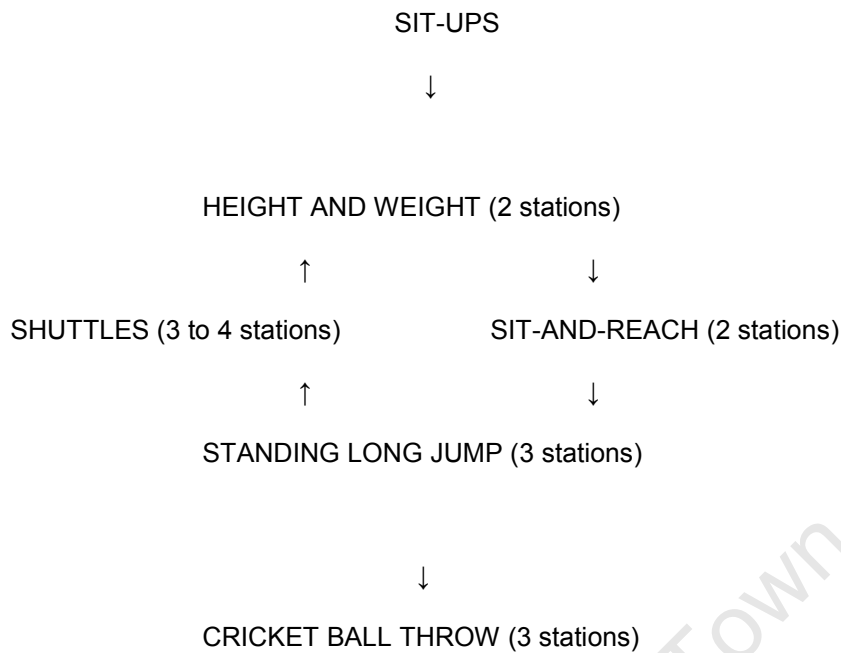 SIT-UPS
↓
HEIGHT AND WEIGHT (2 stations)
↑ ↓
SHUTTLES (3 to 4 stations) SIT-AND-REACH (2 stations)
↑ ↓
STANDING LONG JUMP (3 stations)
↓
CRICKET BALL THROW (3 stations)
Town